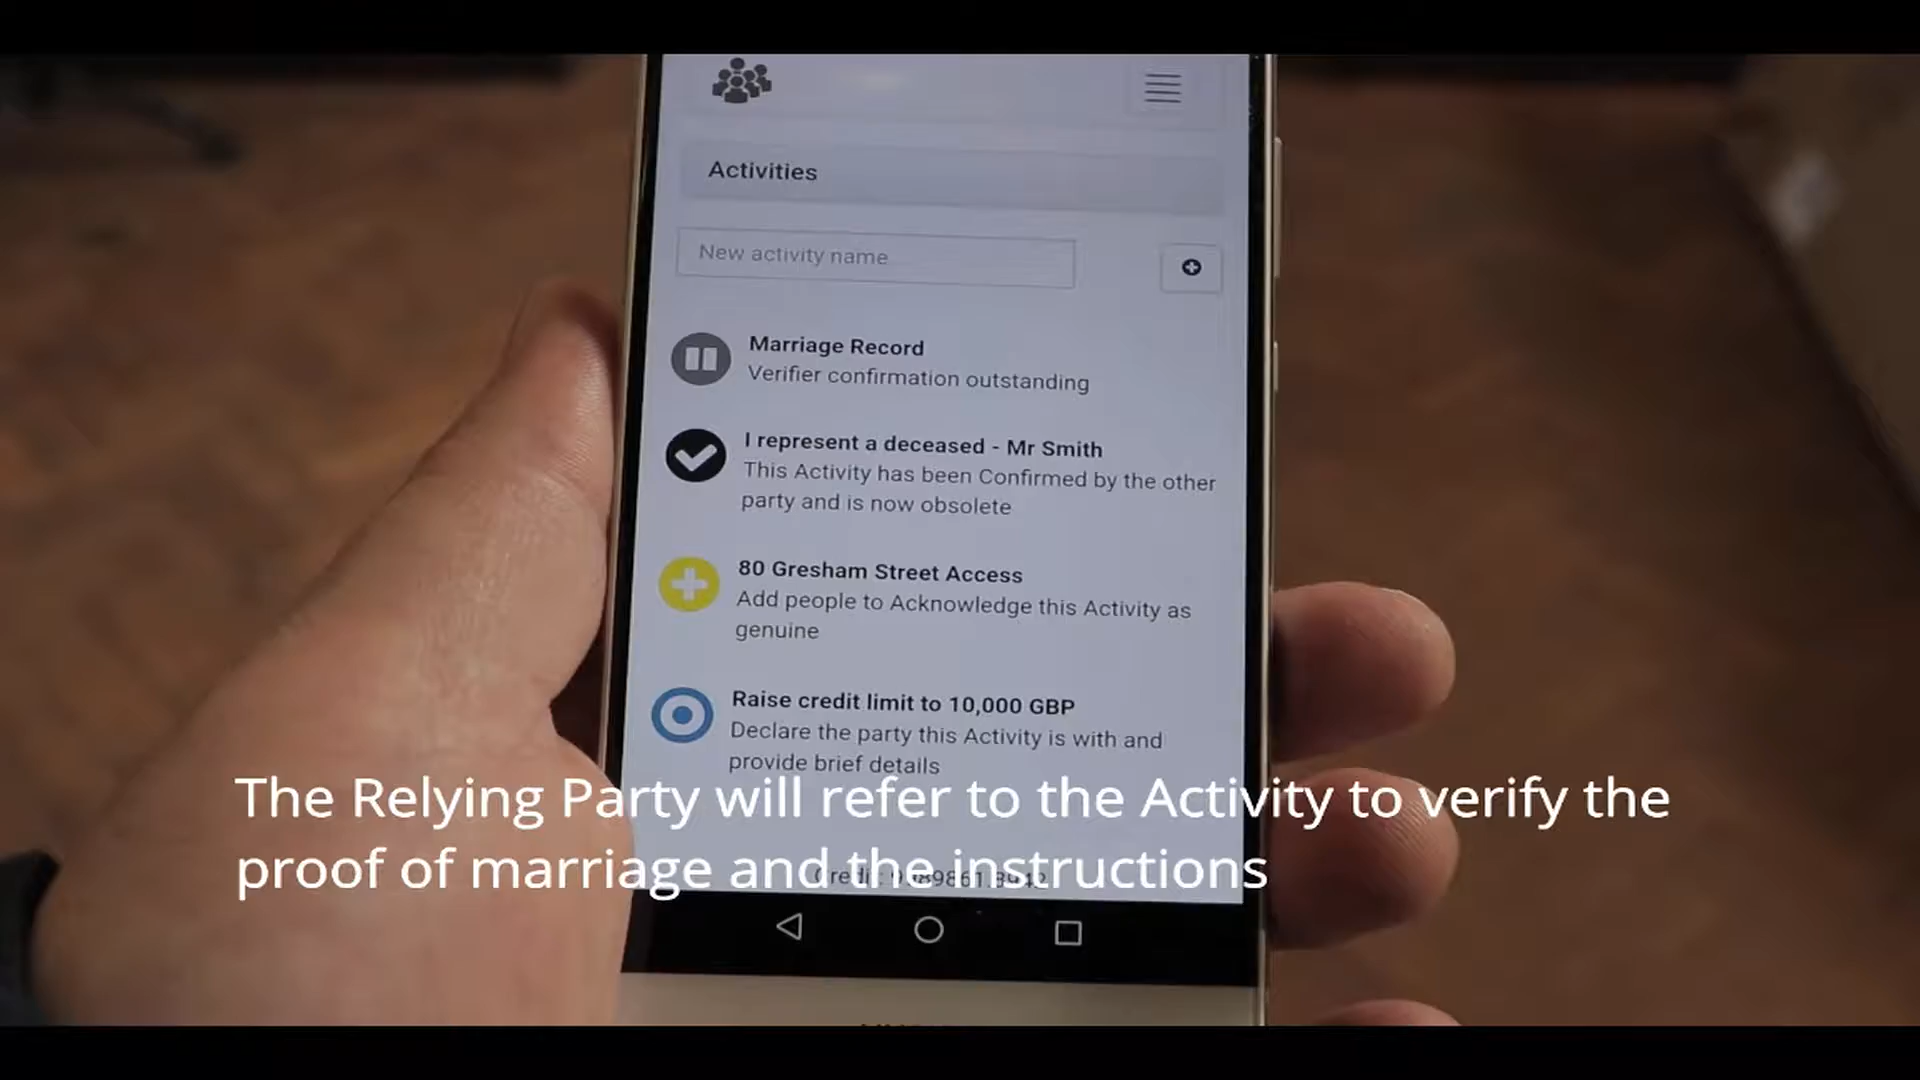 Activities
New activity name
Marriage Record
Verifier confirmation outstanding
I represent a deceased - Mr Smith
This Activity has been Confirmed by the other
party and is now obsolete
80 Gresham Street Access
Add people to Acknowledge this Activity as
genuine
Raise credit limit to 10,000 GBP
Declare the party this Activity is with and
provide brief details
The Relying Party will refer to the Activity to verify the
proof of marriage and the instructions